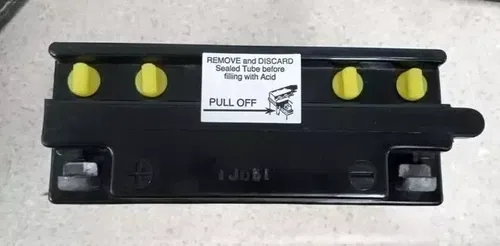 REMOVE and DISCARD
Sealed Tube before
filling with Acid
PULL OFF
+ −